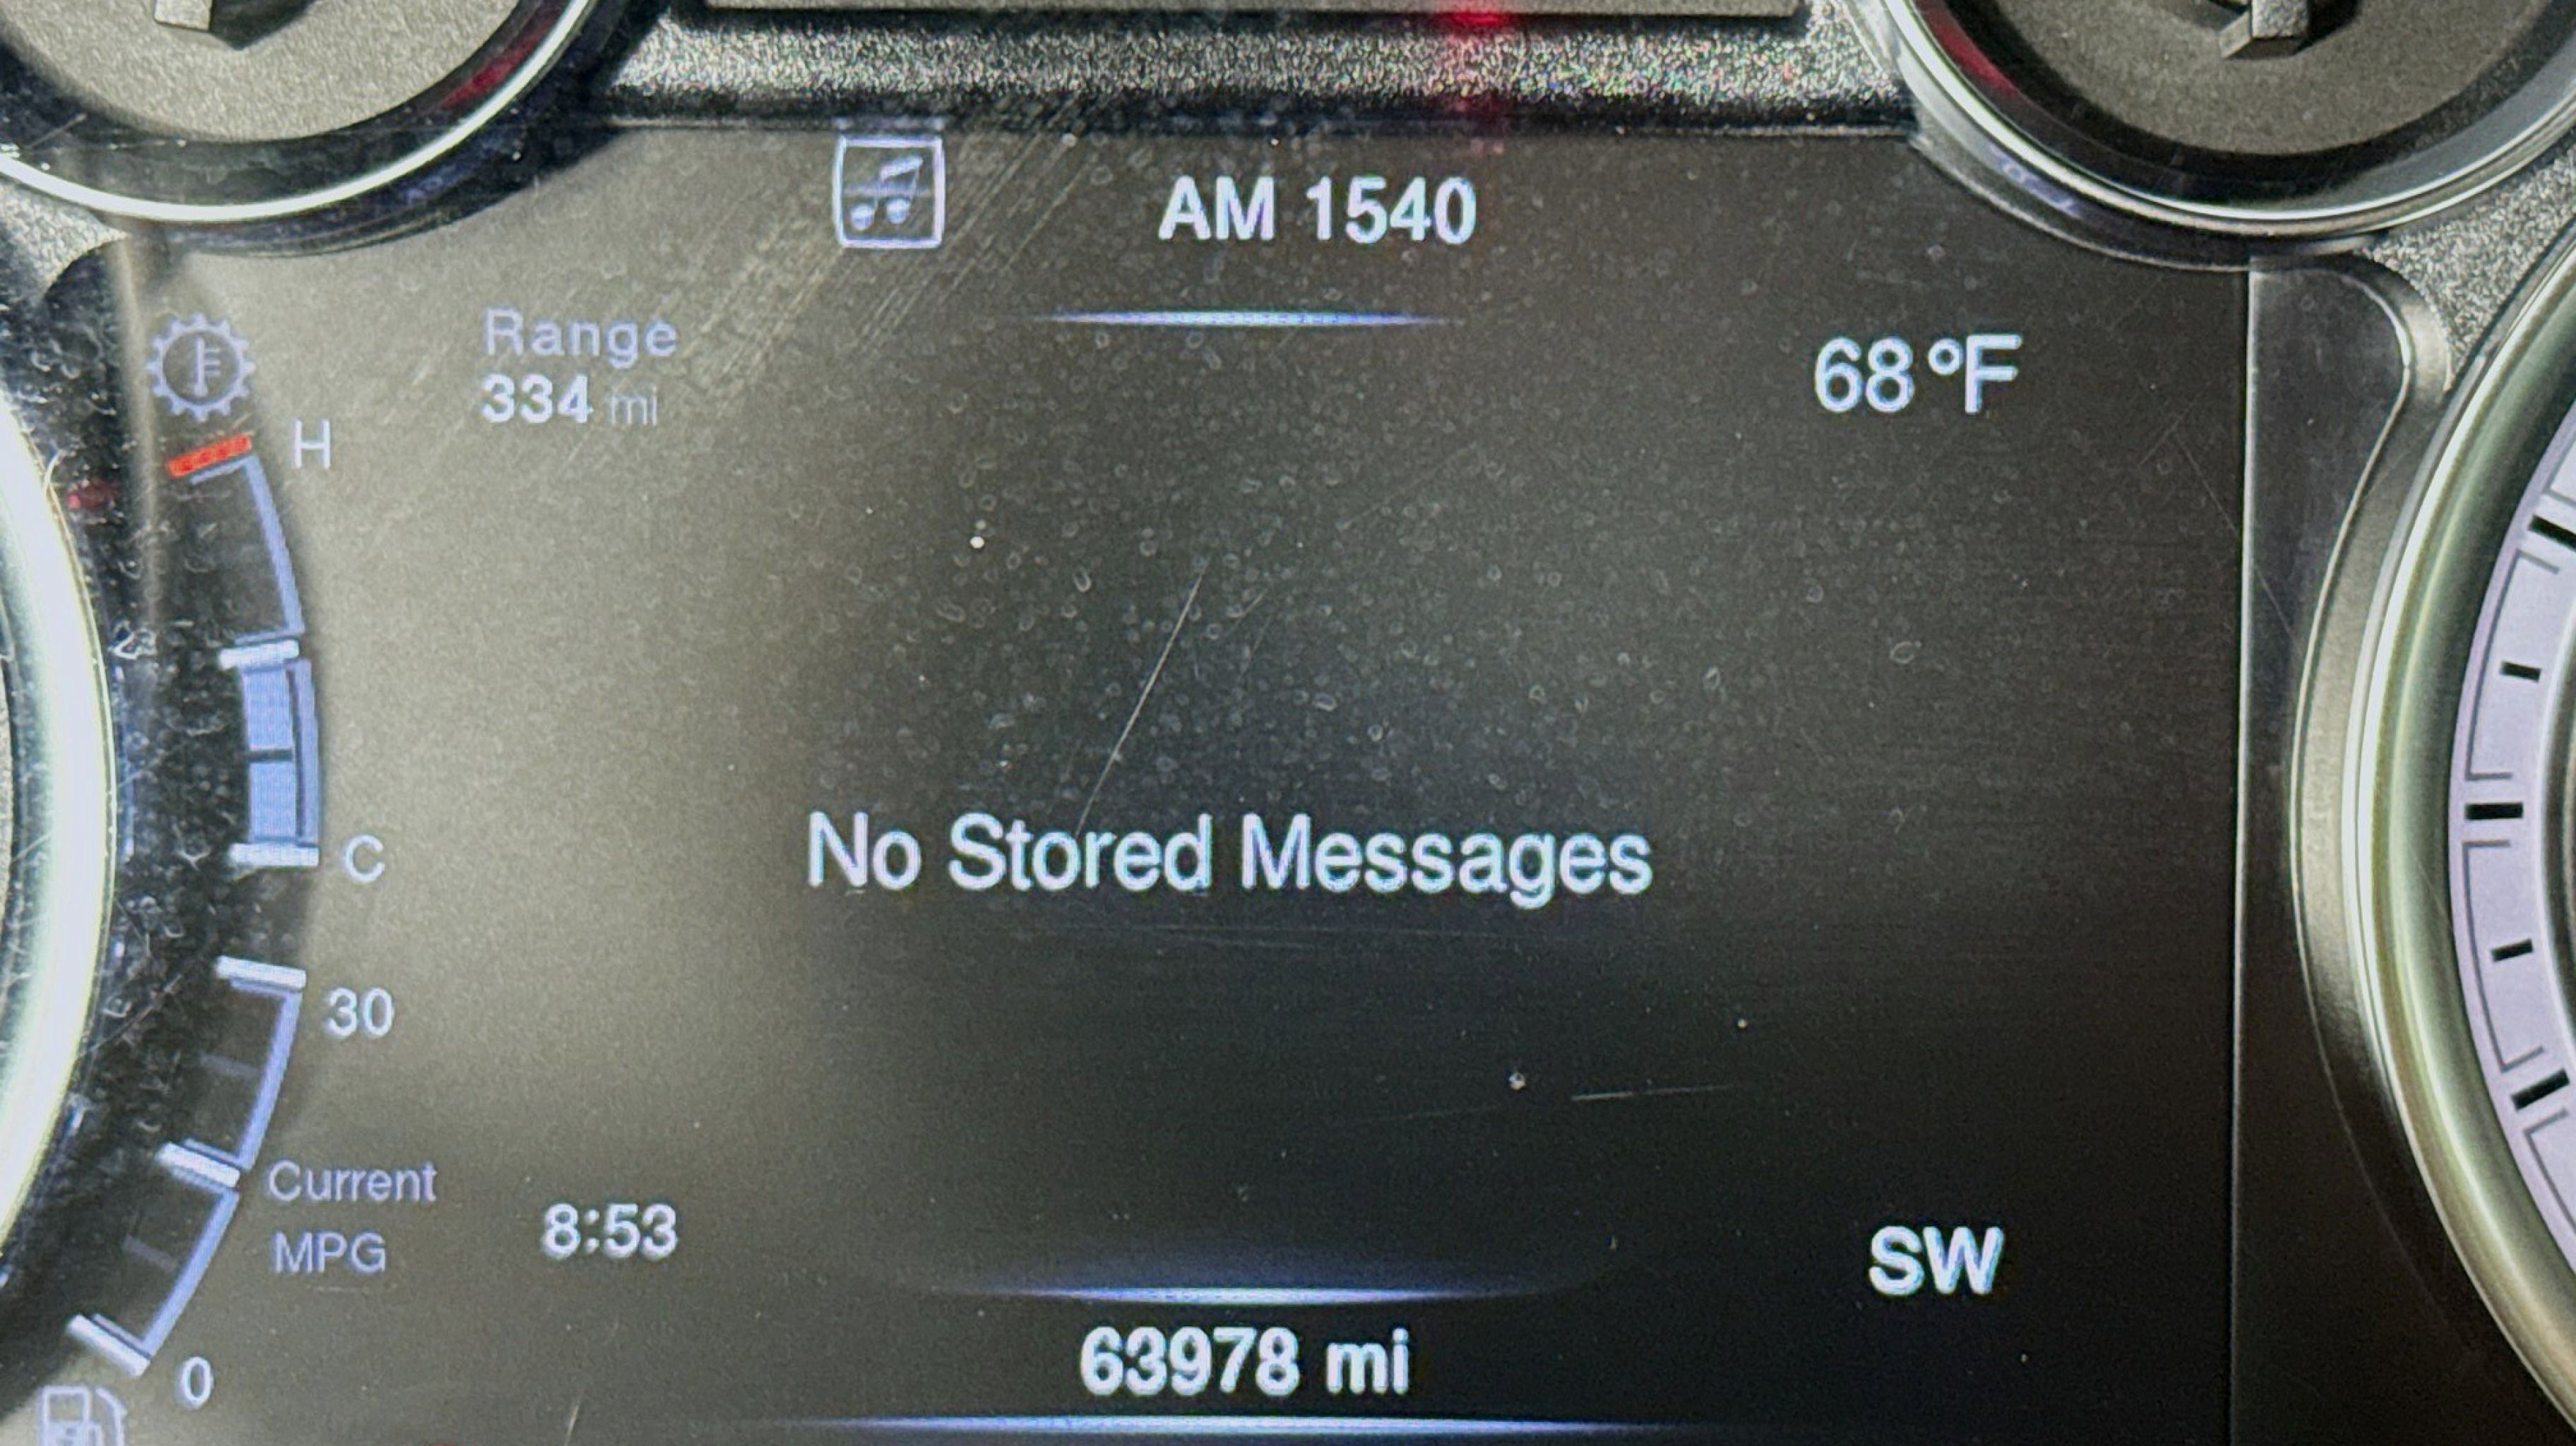 AM 1540
Range
334 mi
68 °F
H
No Stored Messages
C
30
Current
MPG
8:53
SW
63978 mi
0